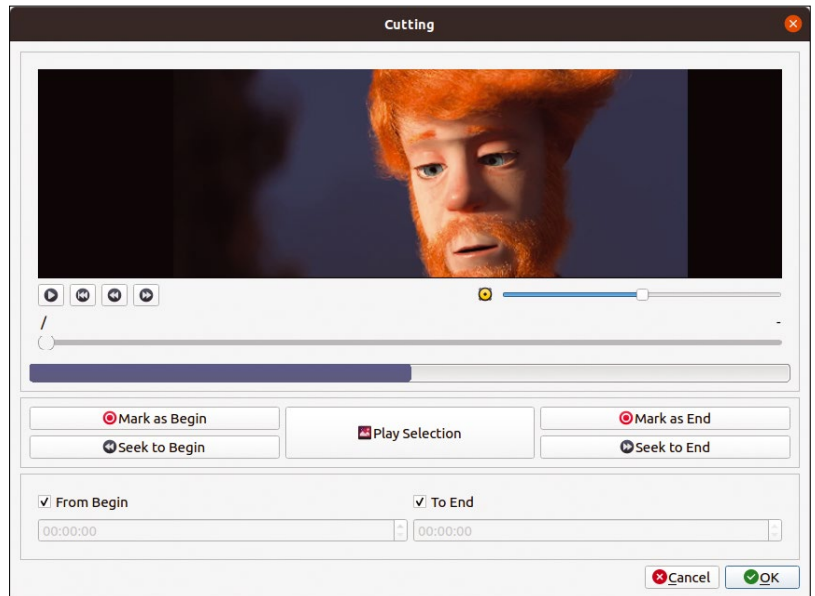 Cutting
/ -
Mark as Begin
Play Selection
Mark as End
Seek to Begin
Seek to End
From Begin
To End
00:00:00
00:00:00
Cancel
OK